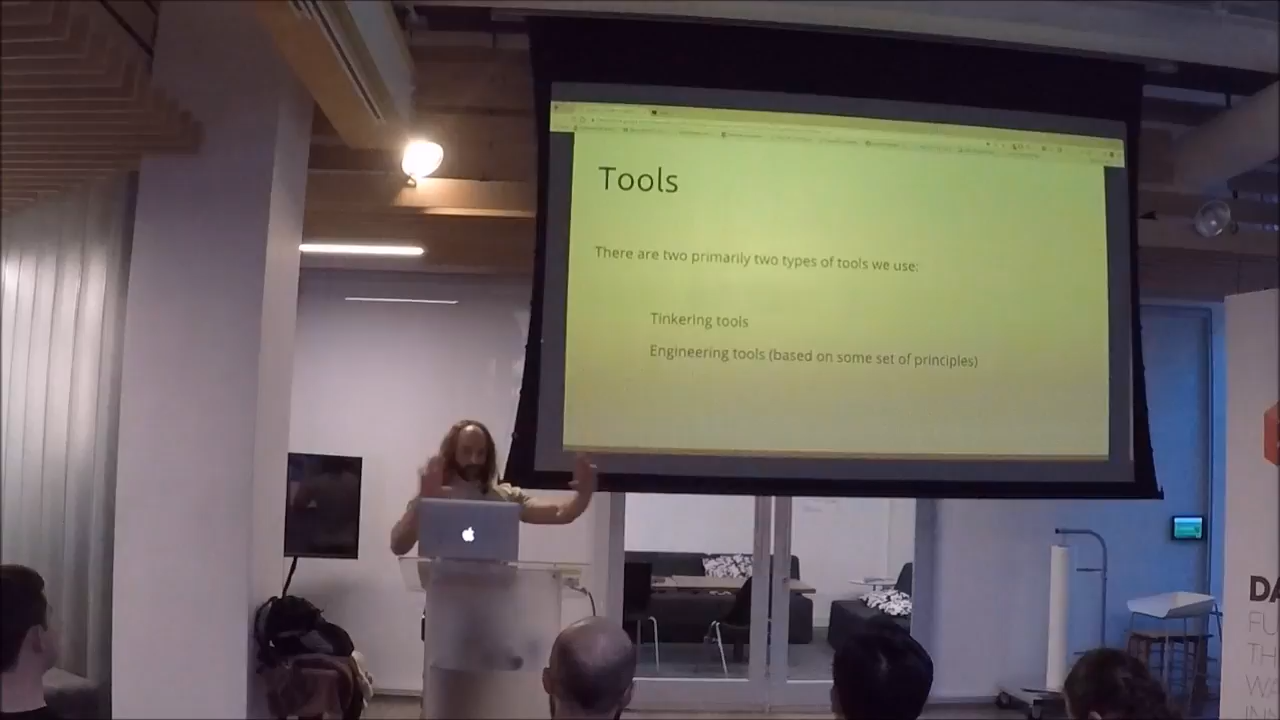 Tools
There are two primarily two types of tools we use:
Tinkering tools
Engineering tools (based on some set of principles)
DA
FU
TH
WA
INN